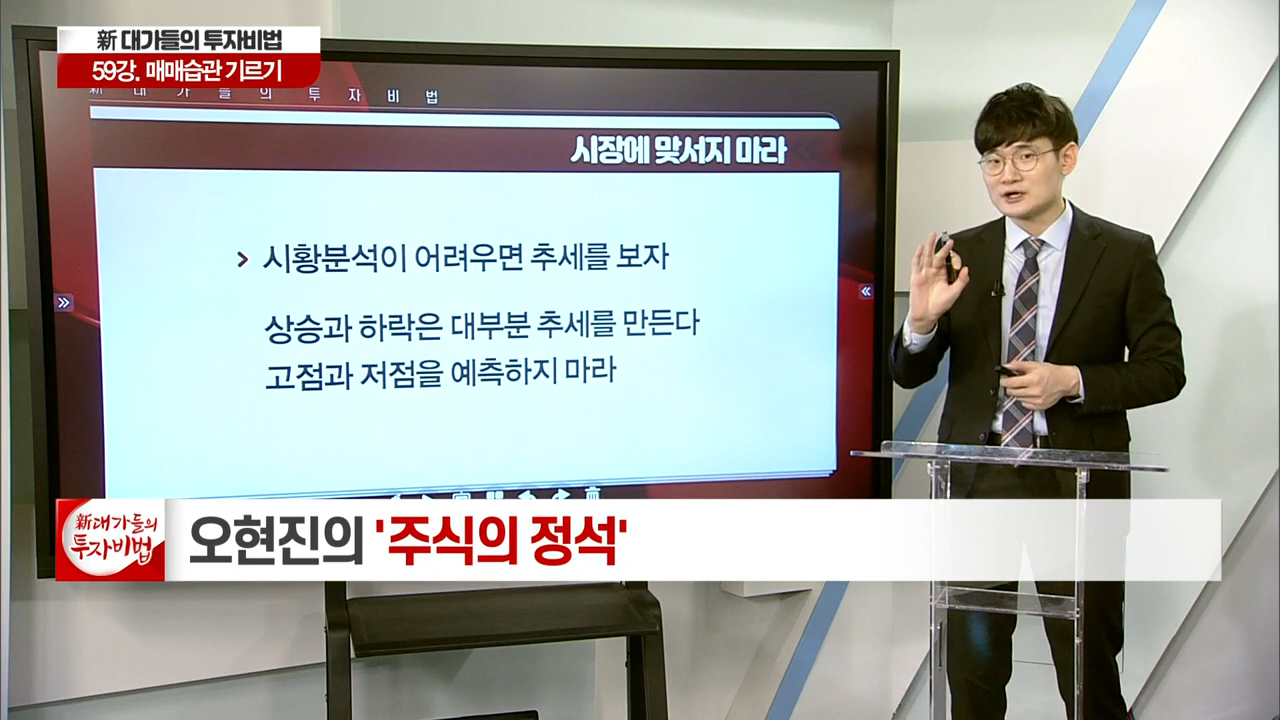 新 대가들의 투자비법
59강. 매매습관 기르기
新 대 가 들 의 투 자 비 법
시장에 맞서지 마라
시황분석이 어려우면 추세를 보자
상승과 하락은 대부분 추세를 만든다
고점과 저점을 예측하지 마라
新대가들의
투자비법
오현진의 '주식의 정석'